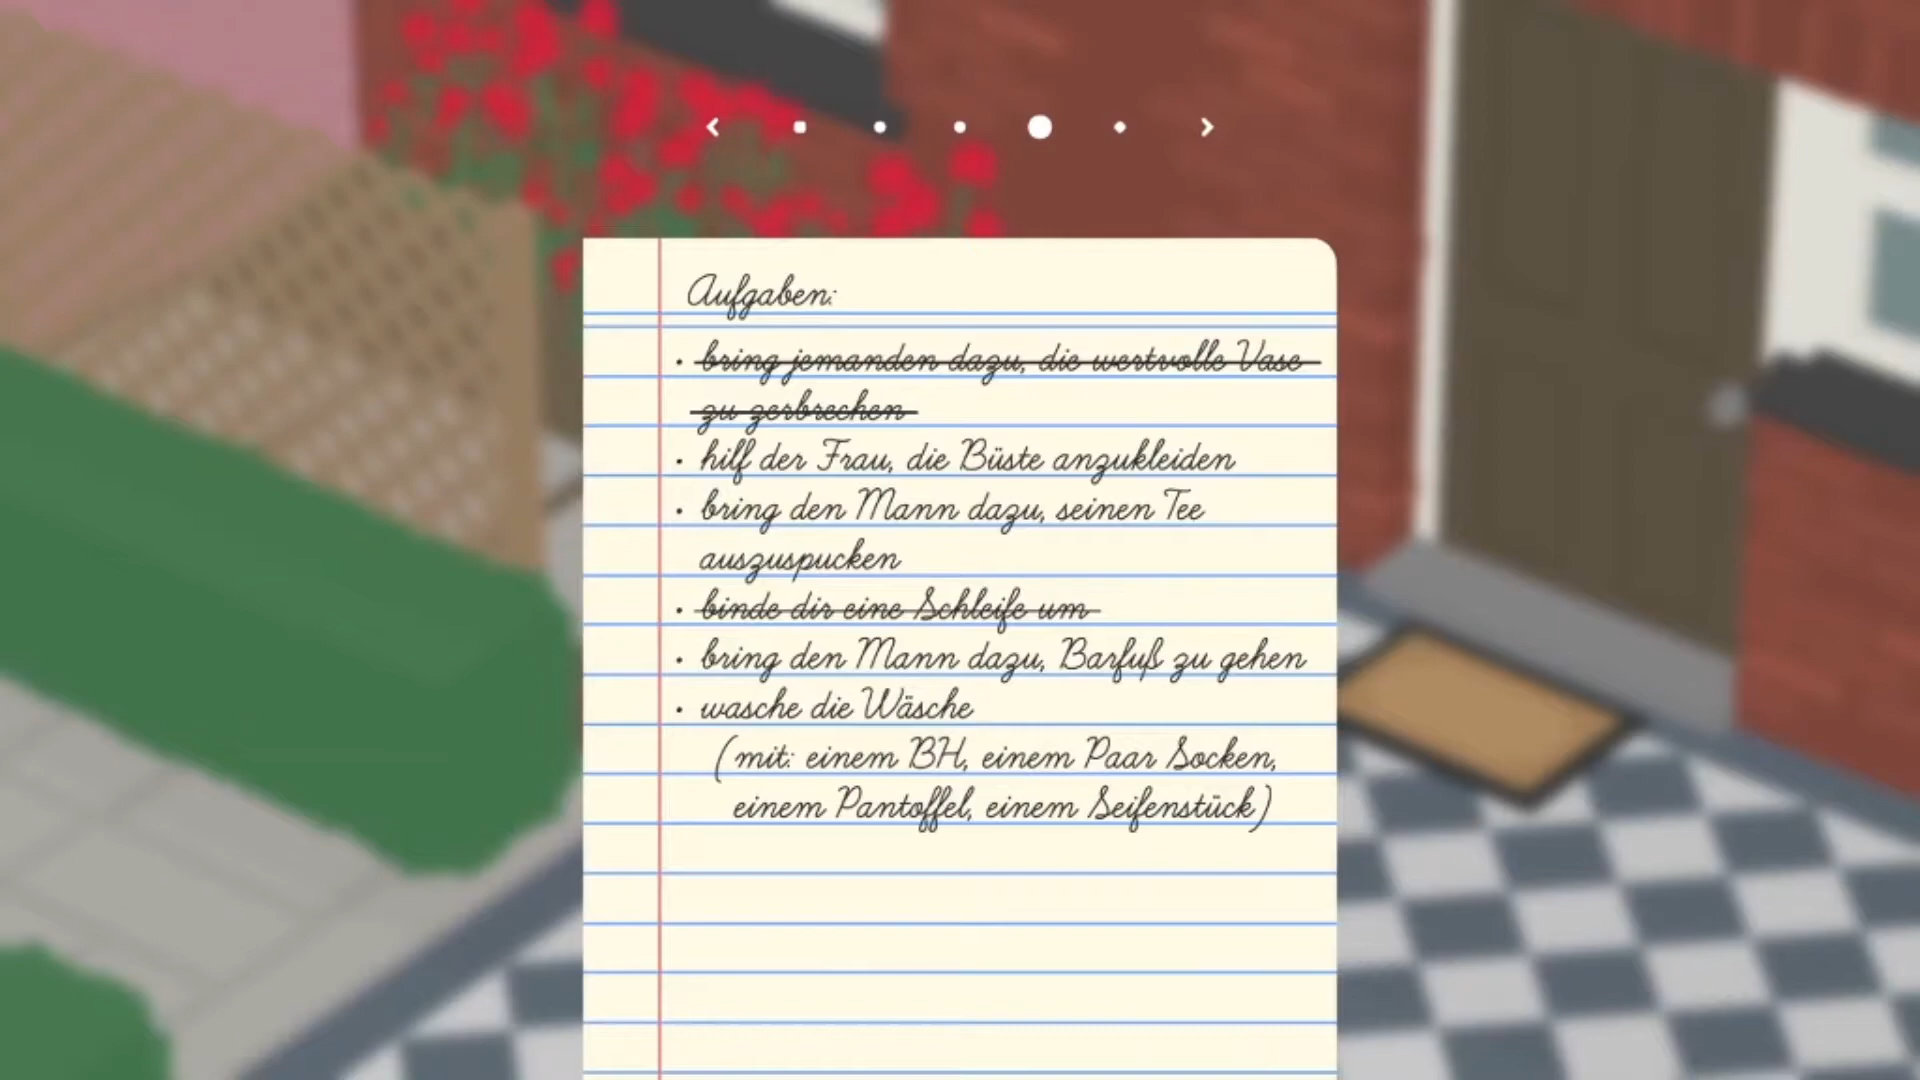 Aufgaben:
• bring jemanden dazu, die wertvolle Vase
zu zerbrechen
• hilf der Frau, die Büste anzukleiden
• bring den Mann dazu, seinen Tee
auszuspucken
• binde dir eine Schleife um
• bring den Mann dazu, Barfuß zu gehen
• wasche die Wäsche
(mit: einem BH, einem Paar Socken,
einem Pantoffel, einem Seifenstück)